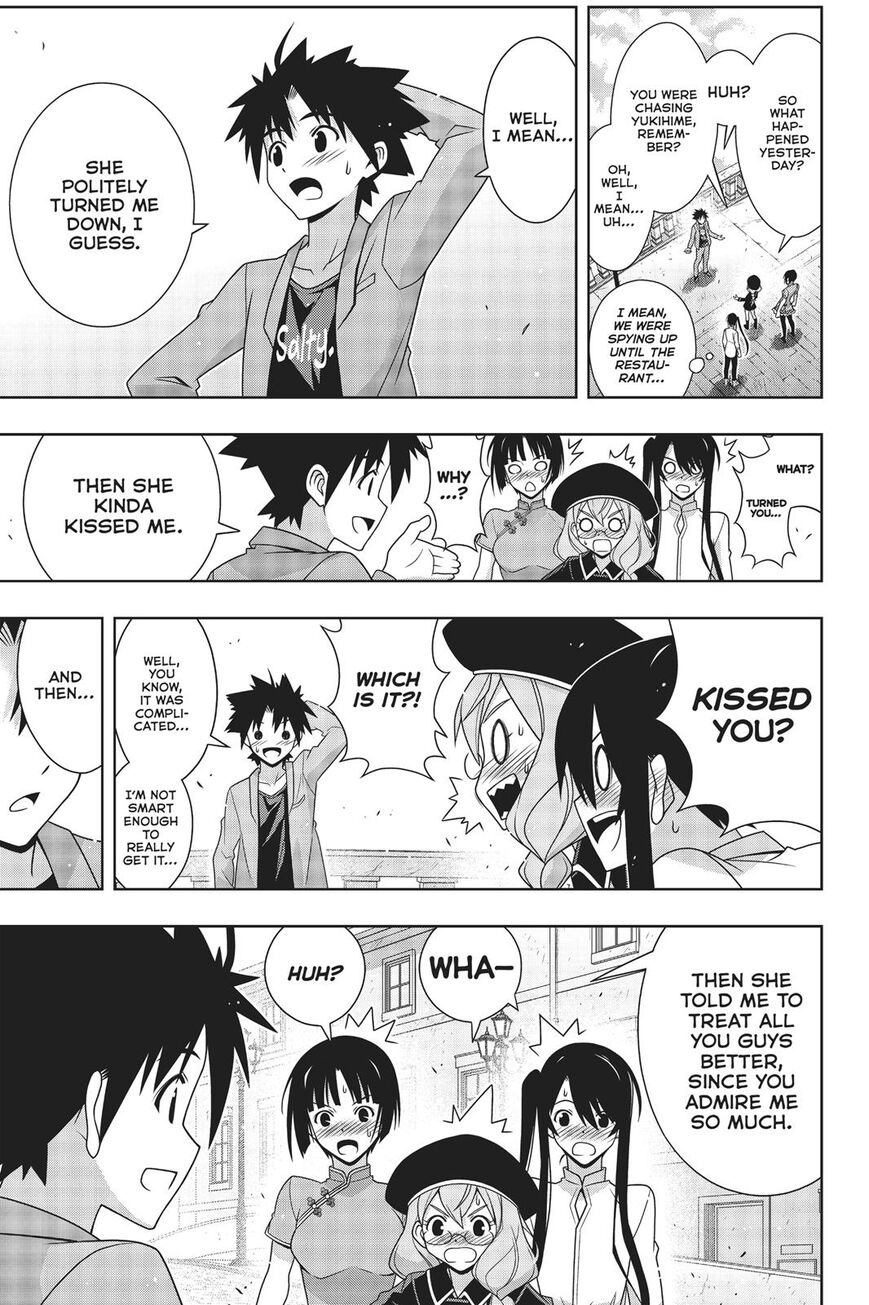 SO
WHAT
HAP-
PENED
YESTER-
DAY?
HUH?
YOU WERE
CHASING
YUKIHIME,
REMEM-
BER?
OH,
WELL,
I
MEAN...
UH...
I MEAN,
WE WERE
SPYING UP
UNTIL THE
RESTAU-
RANT...
WELL,
I MEAN...
SHE
POLITELY
TURNED ME
DOWN, I
GUESS.
Salty.
WHAT?
TURNED
YOU...
WHY
...?
THEN SHE
KINDA
KISSED ME.
KISSED
YOU?
WHICH
IS IT?!
WELL,
YOU
KNOW,
IT WAS
COMPLI-
CATED...
I'M NOT
SMART
ENOUGH
TO
REALLY
GET IT...
AND
THEN...
THEN SHE
TOLD ME TO
TREAT ALL
YOU GUYS
BETTER,
SINCE YOU
ADMIRE ME
SO MUCH.
WHA–
HUH?